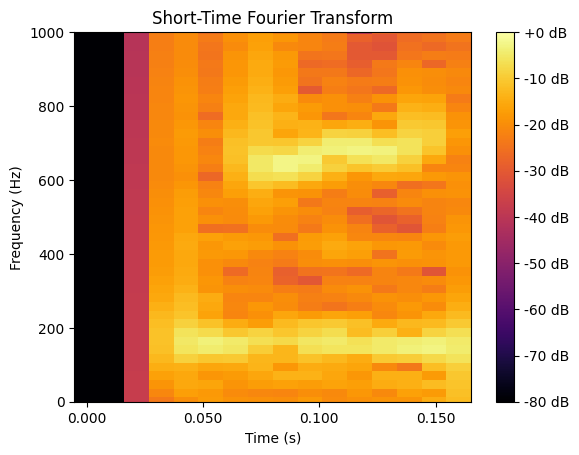 Short-Time Fourier Transform
1000
800
600
400
200
0
Frequency (Hz)
0.000
0.050
0.100
0.150
Time (s)
+0 dB
-10 dB
-20 dB
-30 dB
-40 dB
-50 dB
-60 dB
-70 dB
-80 dB